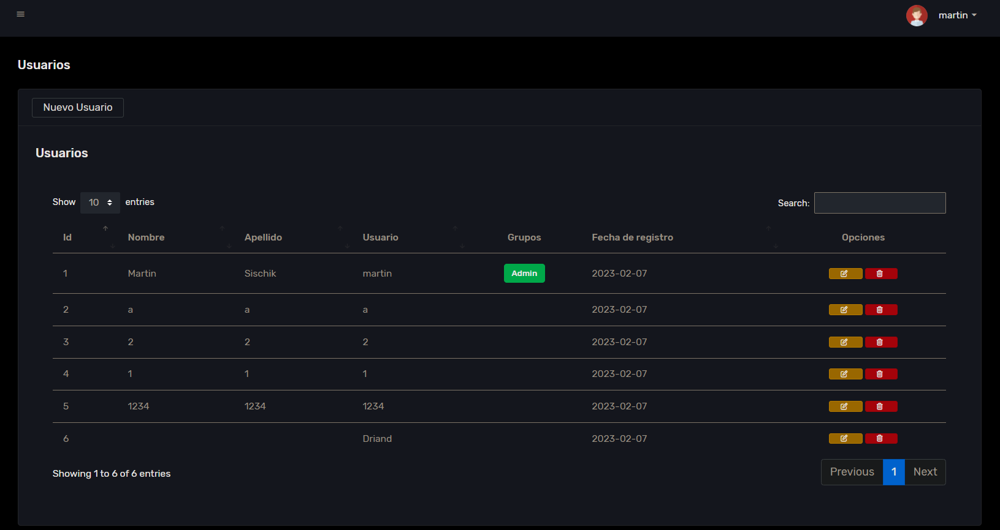 martin
Usuarios
Nuevo Usuario
Usuarios
Show 10 entries Search:
Id Nombre Apellido Usuario Grupos Fecha de registro Opciones
1 Martin Sischik martin Admin 2023-02-07
2 a a a 2023-02-07
3 2 2 2 2023-02-07
4 1 1 1 2023-02-07
5 1234 1234 1234 2023-02-07
6 Driand 2023-02-07
Showing 1 to 6 of 6 entries Previous 1 Next